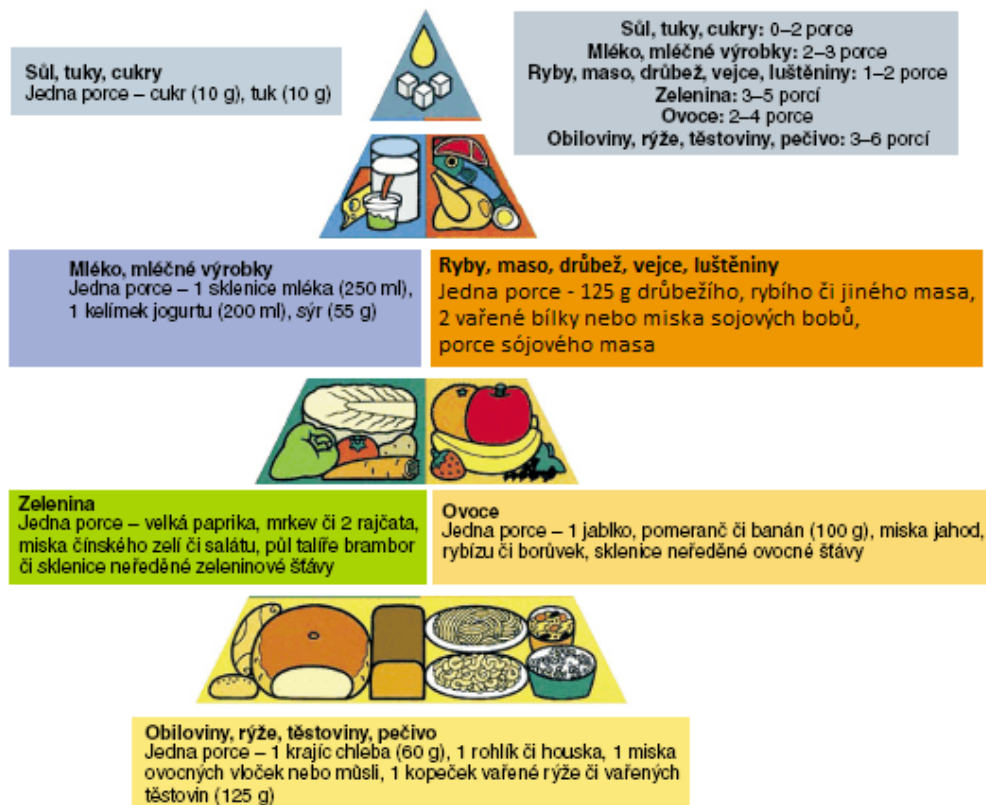 Sůl, tuky, cukry
Jedna porce – cukr (10 g), tuk (10 g)
Sůl, tuky, cukry: 0–2 porce
Mléko, mléčné výrobky: 2–3 porce
Ryby, maso, drůbež, vejce, luštěniny: 1–2 porce
Zelenina: 3–5 porcí
Ovoce: 2–4 porce
Obiloviny, rýže, těstoviny, pečivo: 3–6 porcí
Mléko, mléčné výrobky
Jedna porce – 1 sklenice mléka (250 ml),
1 kelímek jogurtu (200 ml), sýr (55 g)
Ryby, maso, drůbež, vejce, luštěniny
Jedna porce - 125 g drůbežího, rybího či jiného masa,
2 vařené bílky nebo miska sojových bobů,
porce sójového masa
Zelenina
Jedna porce – velká paprika, mrkev či 2 rajčata,
miska čínského zelí či salátu, půl talíře brambor
či sklenice neředěné zeleninové šťávy
Ovoce
Jedna porce – 1 jablko, pomeranč či banán (100 g), miska jahod,
rybízu či borůvek, sklenice neředěné ovocné šťávy
Obiloviny, rýže, těstoviny, pečivo
Jedna porce – 1 krajíc chleba (60 g), 1 rohlík či houska, 1 miska
ovocných vloček nebo műsli, 1 kopeček vařené rýže či vařených
těstovin (125 g)